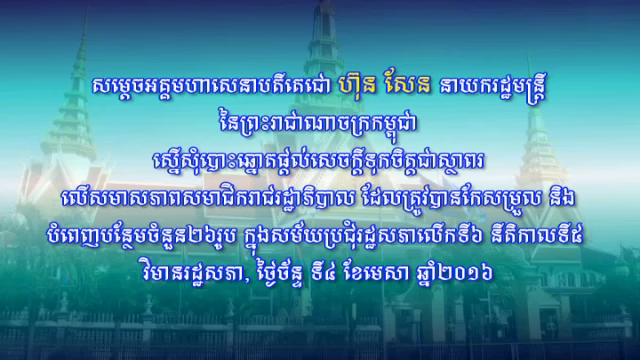 សម្តេចអគ្គមហាសេនាបតីតេជោ ហ៊ុន សែន នាយករដ្ឋមន្ត្រី
នៃព្រះរាជាណាចក្រកម្ពុជា
ស្នើសុំបោះឆ្នោតផ្តល់សេចក្តីទុកចិត្តជាស្ថាពរ
លើសមាសភាពសមាជិករាជរដ្ឋាភិបាល ដែលត្រូវបានកែសម្រួល និង
បំពេញបន្ថែមចំនួន២៦រូប ក្នុងសម័យប្រជុំរដ្ឋសភាលើកទី៦ នីតិកាលទី៥
វិមានរដ្ឋសភា, ថ្ងៃច័ន្ទ ទី៤ ខែមេសា ឆ្នាំ២០១៦